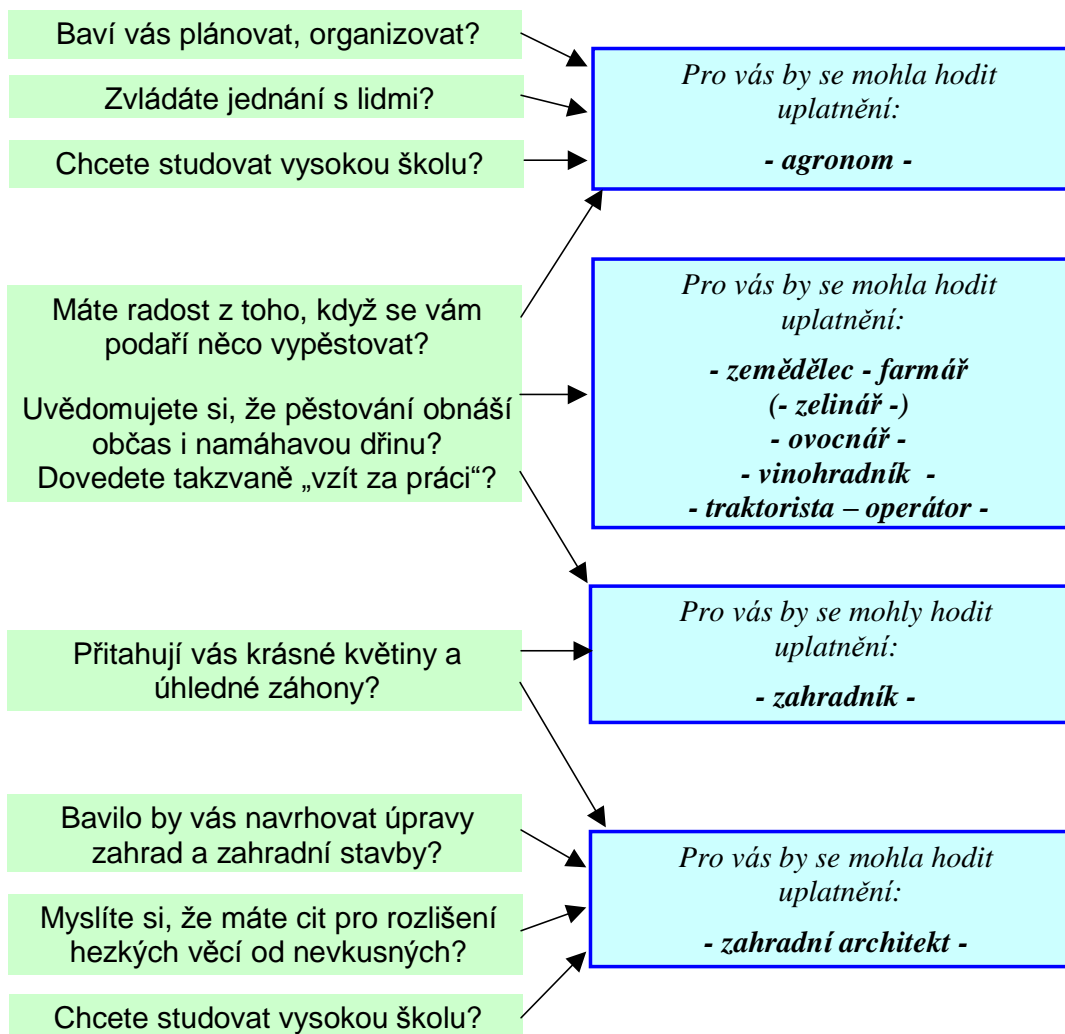 Baví vás plánovat, organizovat?
Zvládáte jednání s lidmi?
Chcete studovat vysokou školu?
Pro vás by se mohla hodit
uplatnění:
- agronom -
Máte radost z toho, když se vám
podaří něco vypěstovat?
Uvědomujete si, že pěstování obnáší
občas i namáhavou dřinu?
Dovedete takzvaně „vzít za práci“?
Pro vás by se mohla hodit
uplatnění:
- zemědělec - farmář
(- zelinář -)
- ovocnář -
- vinohradník -
- traktorista – operátor -
Přitahují vás krásné květiny a
úhledné záhony?
Pro vás by se mohly hodit
uplatnění:
- zahradník -
Bavilo by vás navrhovat úpravy
zahrad a zahradní stavby?
Myslíte si, že máte cit pro rozlišení
hezkých věcí od nevkusných?
Chcete studovat vysokou školu?
Pro vás by se mohla hodit
uplatnění:
- zahradní architekt -